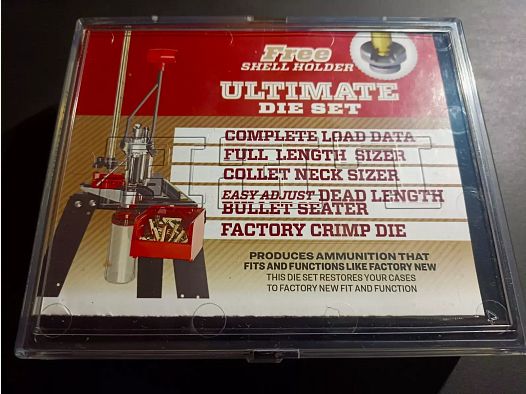 Free
SHELL HOLDER
ULTIMATE
DIE SET
COMPLETE LOAD DATA
FULL LENGTH SIZER
COLLET NECK SIZER
EASY ADJUST DEAD LENGTH
BULLET SEATER
FACTORY CRIMP DIE
PRODUCES AMMUNITION THAT
FITS AND FUNCTIONS LIKE FACTORY NEW
THIS DIE SET RESTORES YOUR CASES
TO FACTORY NEW FIT AND FUNCTION